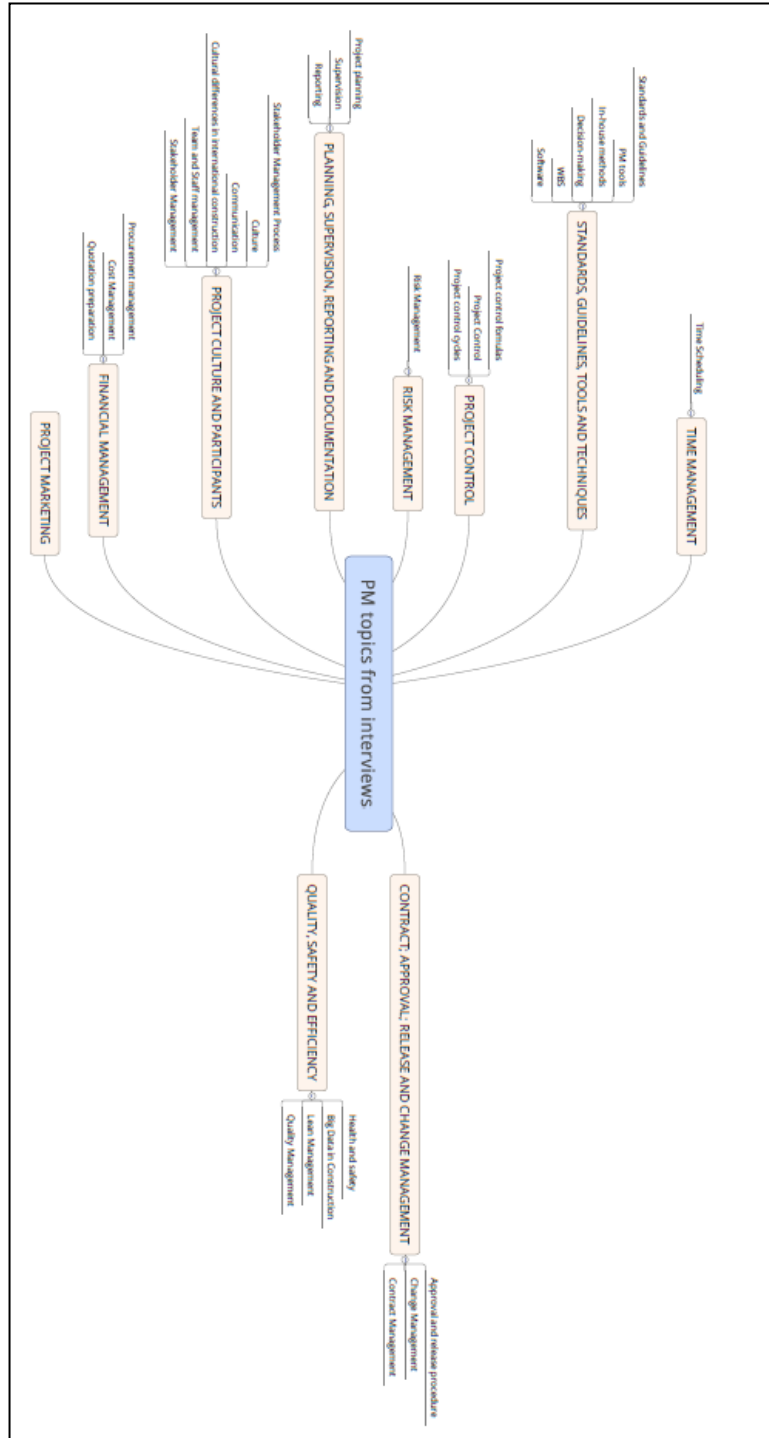 PM topics from interviews
TIME MANAGEMENT
Time Scheduling
STANDARDS, GUIDELINES, TOOLS AND TECHNIQUES
Standards and Guidelines
PM tools
In-house methods
Decision-making
WBS
Software
PROJECT CONTROL
Project control formulas
Project Control
Project control cycles
RISK MANAGEMENT
Risk Management
PLANNING, SUPERVISION, REPORTING AND DOCUMENTATION
Project planning
Supervision
Reporting
PROJECT CULTURE AND PARTICIPANTS
Stakeholder Management Process
Culture
Communication
Cultural differences in international construction
Team and Staff management
Stakeholder Management
FINANCIAL MANAGEMENT
Procurement management
Cost Management
Quotation preparation
PROJECT MARKETING
CONTRACT; APPROVAL; RELEASE AND CHANGE MANAGEMENT
Approval and release procedure
Change Management
Contract Management
QUALITY, SAFETY AND EFFICIENCY
Health and safety
Big Data in Construction
Lean Management
Quality Management